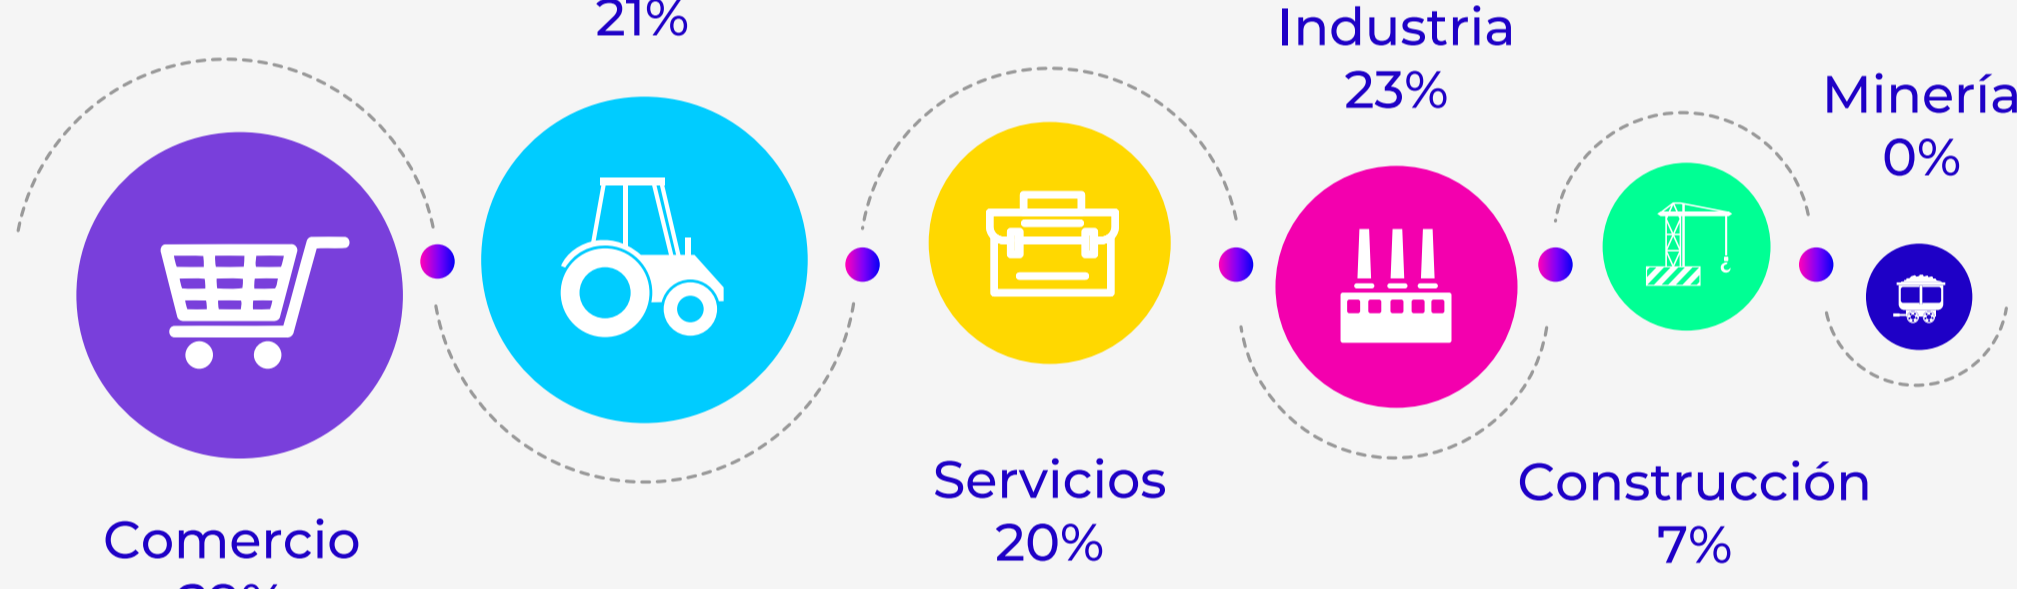 21%
Industria
23%
Minería
0%
Servicios
20%
Construcción
7%
Comercio